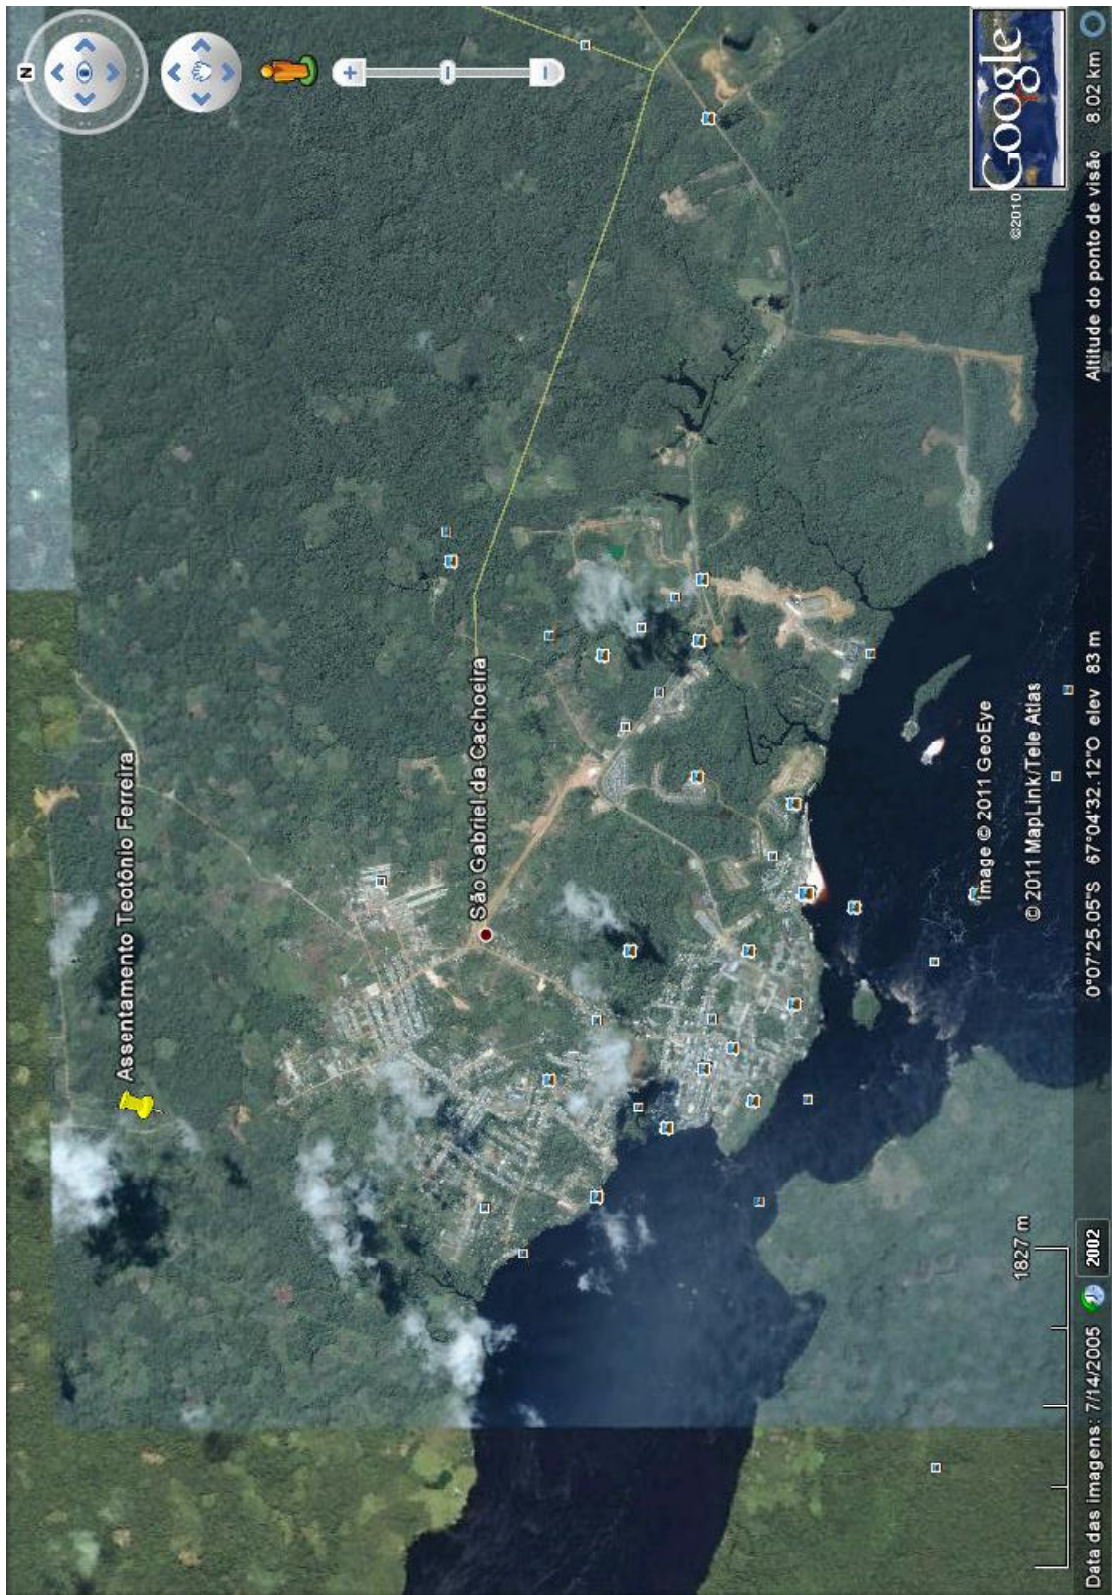 N
Assentamento Teotônio Ferreira
São Gabriel da Cachoeira
Image © 2011 GeoEye
© 2011 MapLink/Tele Atlas
©2010 Google
1827 m
Data das imagens: 7/14/2005 2002 0°07'25.05"S 67°04'32.12"O elev 83 m Altitude do ponto de visão 8.02 km